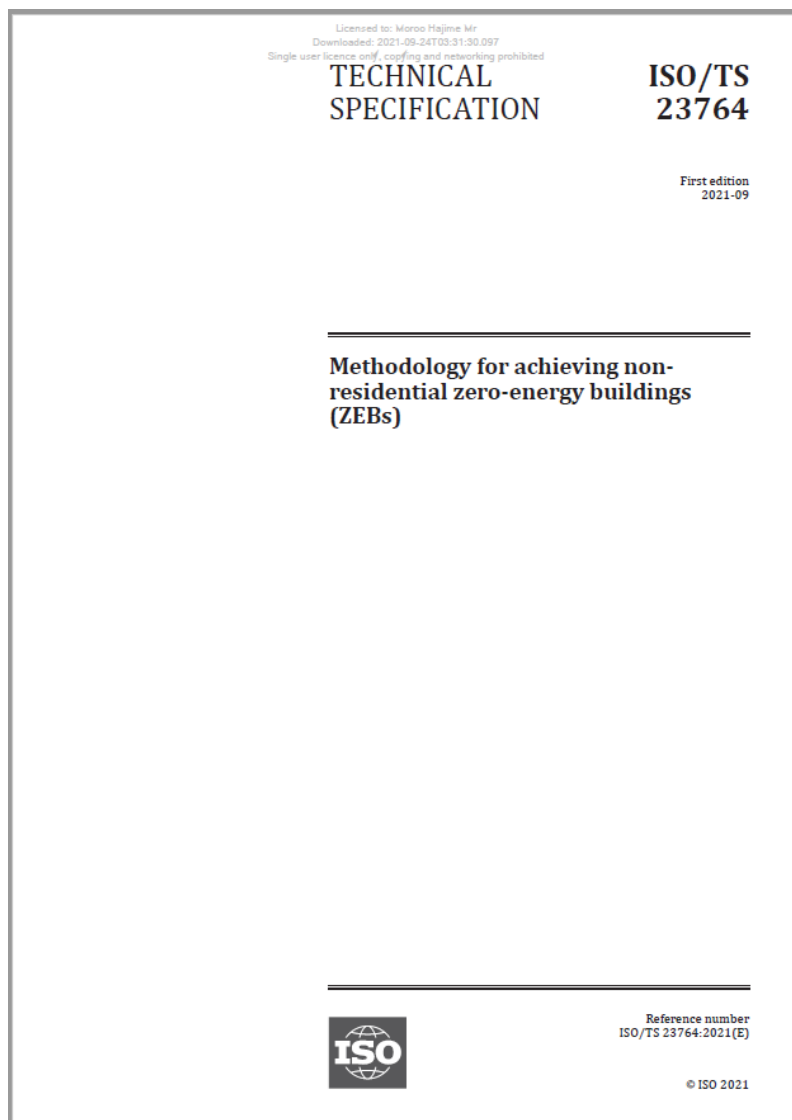 Licensed to: Moroo Hajime Mr
Downloaded: 2021-09-24T03:31:30.097
Single user licence only, copying and networking prohibited
TECHNICAL
SPECIFICATION
ISO/TS
23764
First edition
2021-09
Methodology for achieving non-
residential zero-energy buildings
(ZEBs)
ISO
Reference number
ISO/TS 23764:2021(E)
© ISO 2021